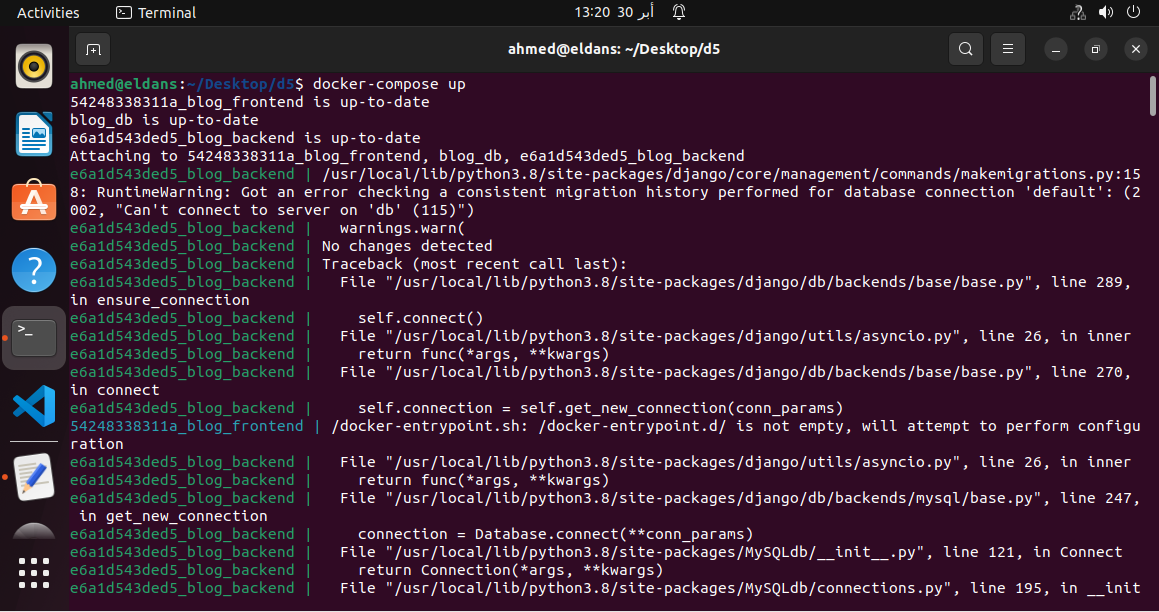 Activities
Terminal
13:20 30 أبر
ahmed@eldans: ~/Desktop/d5
ahmed@eldans:~/Desktop/d5$ docker-compose up
54248338311a_blog_frontend is up-to-date
blog_db is up-to-date
e6a1d543ded5_blog_backend is up-to-date
Attaching to 54248338311a_blog_frontend, blog_db, e6a1d543ded5_blog_backend
e6a1d543ded5_blog_backend | /usr/local/lib/python3.8/site-packages/django/core/management/commands/makemigrations.py:15
8: RuntimeWarning: Got an error checking a consistent migration history performed for database connection 'default': (2
002, "Can't connect to server on 'db' (115)")
e6a1d543ded5_blog_backend |   warnings.warn(
e6a1d543ded5_blog_backend | No changes detected
e6a1d543ded5_blog_backend | Traceback (most recent call last):
e6a1d543ded5_blog_backend |   File "/usr/local/lib/python3.8/site-packages/django/db/backends/base/base.py", line 289,
in ensure_connection
e6a1d543ded5_blog_backend |     self.connect()
e6a1d543ded5_blog_backend |   File "/usr/local/lib/python3.8/site-packages/django/utils/asyncio.py", line 26, in inner
e6a1d543ded5_blog_backend |     return func(*args, **kwargs)
e6a1d543ded5_blog_backend |   File "/usr/local/lib/python3.8/site-packages/django/db/backends/base/base.py", line 270,
in connect
e6a1d543ded5_blog_backend |     self.connection = self.get_new_connection(conn_params)
54248338311a_blog_frontend | /docker-entrypoint.sh: /docker-entrypoint.d/ is not empty, will attempt to perform configu
ration
e6a1d543ded5_blog_backend |   File "/usr/local/lib/python3.8/site-packages/django/utils/asyncio.py", line 26, in inner
e6a1d543ded5_blog_backend |     return func(*args, **kwargs)
e6a1d543ded5_blog_backend |   File "/usr/local/lib/python3.8/site-packages/django/db/backends/mysql/base.py", line 247,
 in get_new_connection
e6a1d543ded5_blog_backend |     connection = Database.connect(**conn_params)
e6a1d543ded5_blog_backend |   File "/usr/local/lib/python3.8/site-packages/MySQLdb/__init__.py", line 121, in Connect
e6a1d543ded5_blog_backend |     return Connection(*args, **kwargs)
e6a1d543ded5_blog_backend |   File "/usr/local/lib/python3.8/site-packages/MySQLdb/connections.py", line 195, in __init